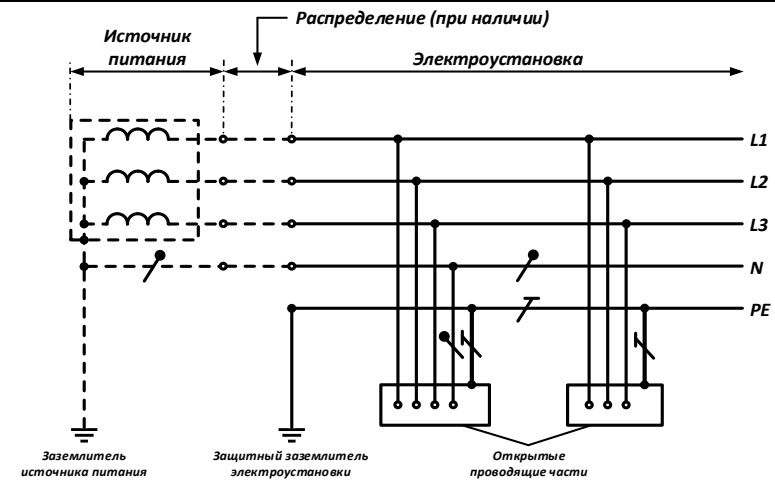 Распределение (при наличии)
Источник
питания
Электроустановка
L1
L2
L3
N
PE
Заземлитель
источника питания
Защитный заземлитель
электроустановки
Открытые
проводящие части